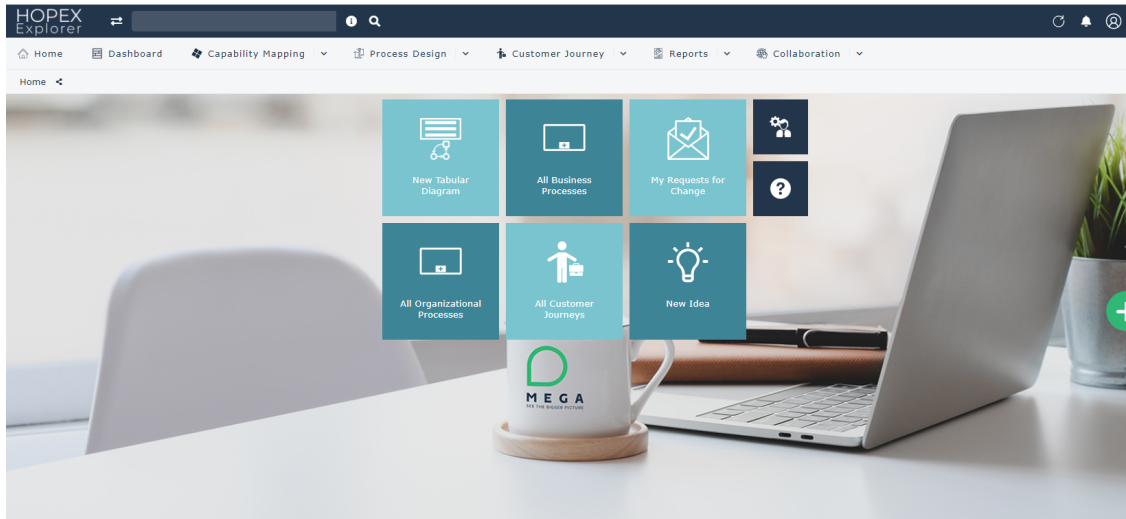 HOPEX
Explorer
Home
Dashboard
Capability Mapping
Process Design
Customer Journey
Reports
Collaboration
Home
New Tabular
Diagram
All Business
Processes
My Requests for
Change
All Organizational
Processes
All Customer
Journeys
New Idea
MEGA
SEE THE BIGGER PICTURE